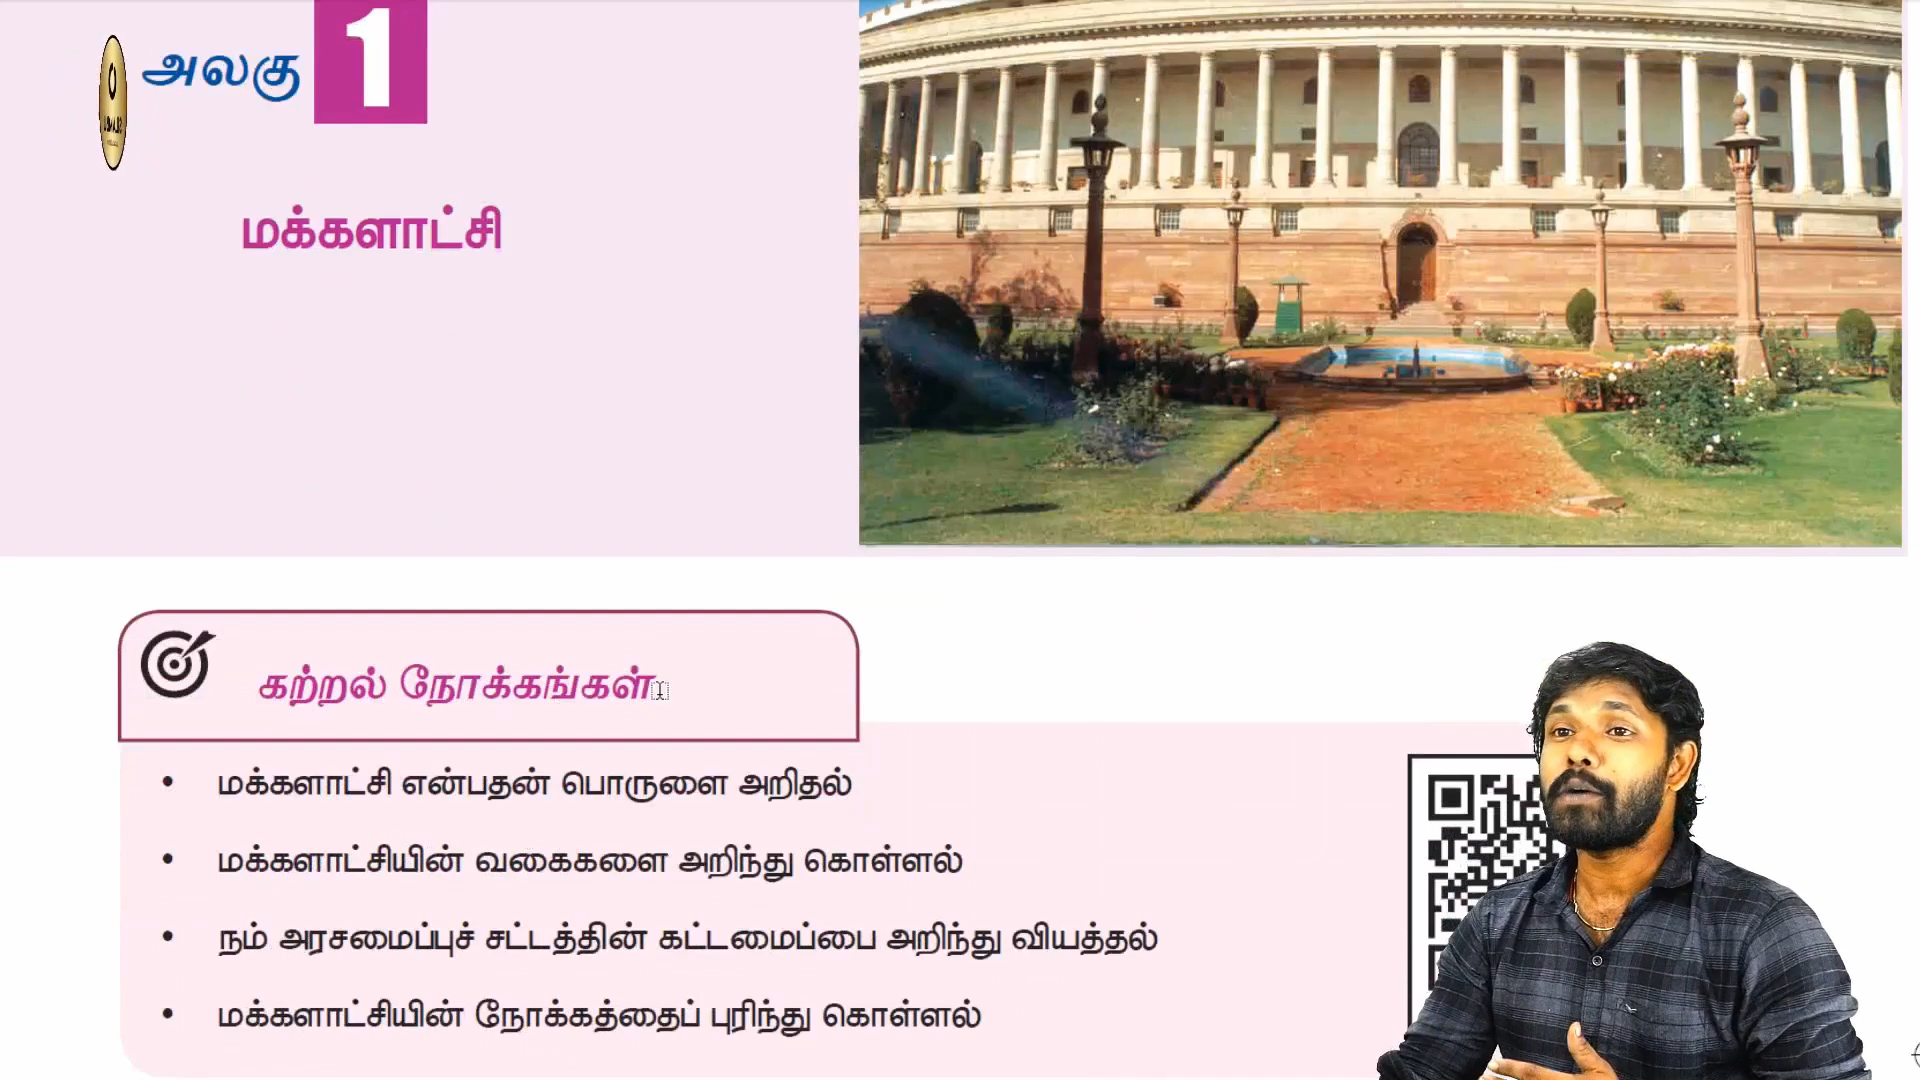 அலகு 1
மக்களாட்சி
கற்றல் நோக்கங்கள்
• மக்களாட்சி என்பதன் பொருளை அறிதல்
• மக்களாட்சியின் வகைகளை அறிந்து கொள்ளல்
• நம் அரசமைப்புச் சட்டத்தின் கட்டமைப்பை அறிந்து வியத்தல்
• மக்களாட்சியின் நோக்கத்தைப் புரிந்து கொள்ளல்